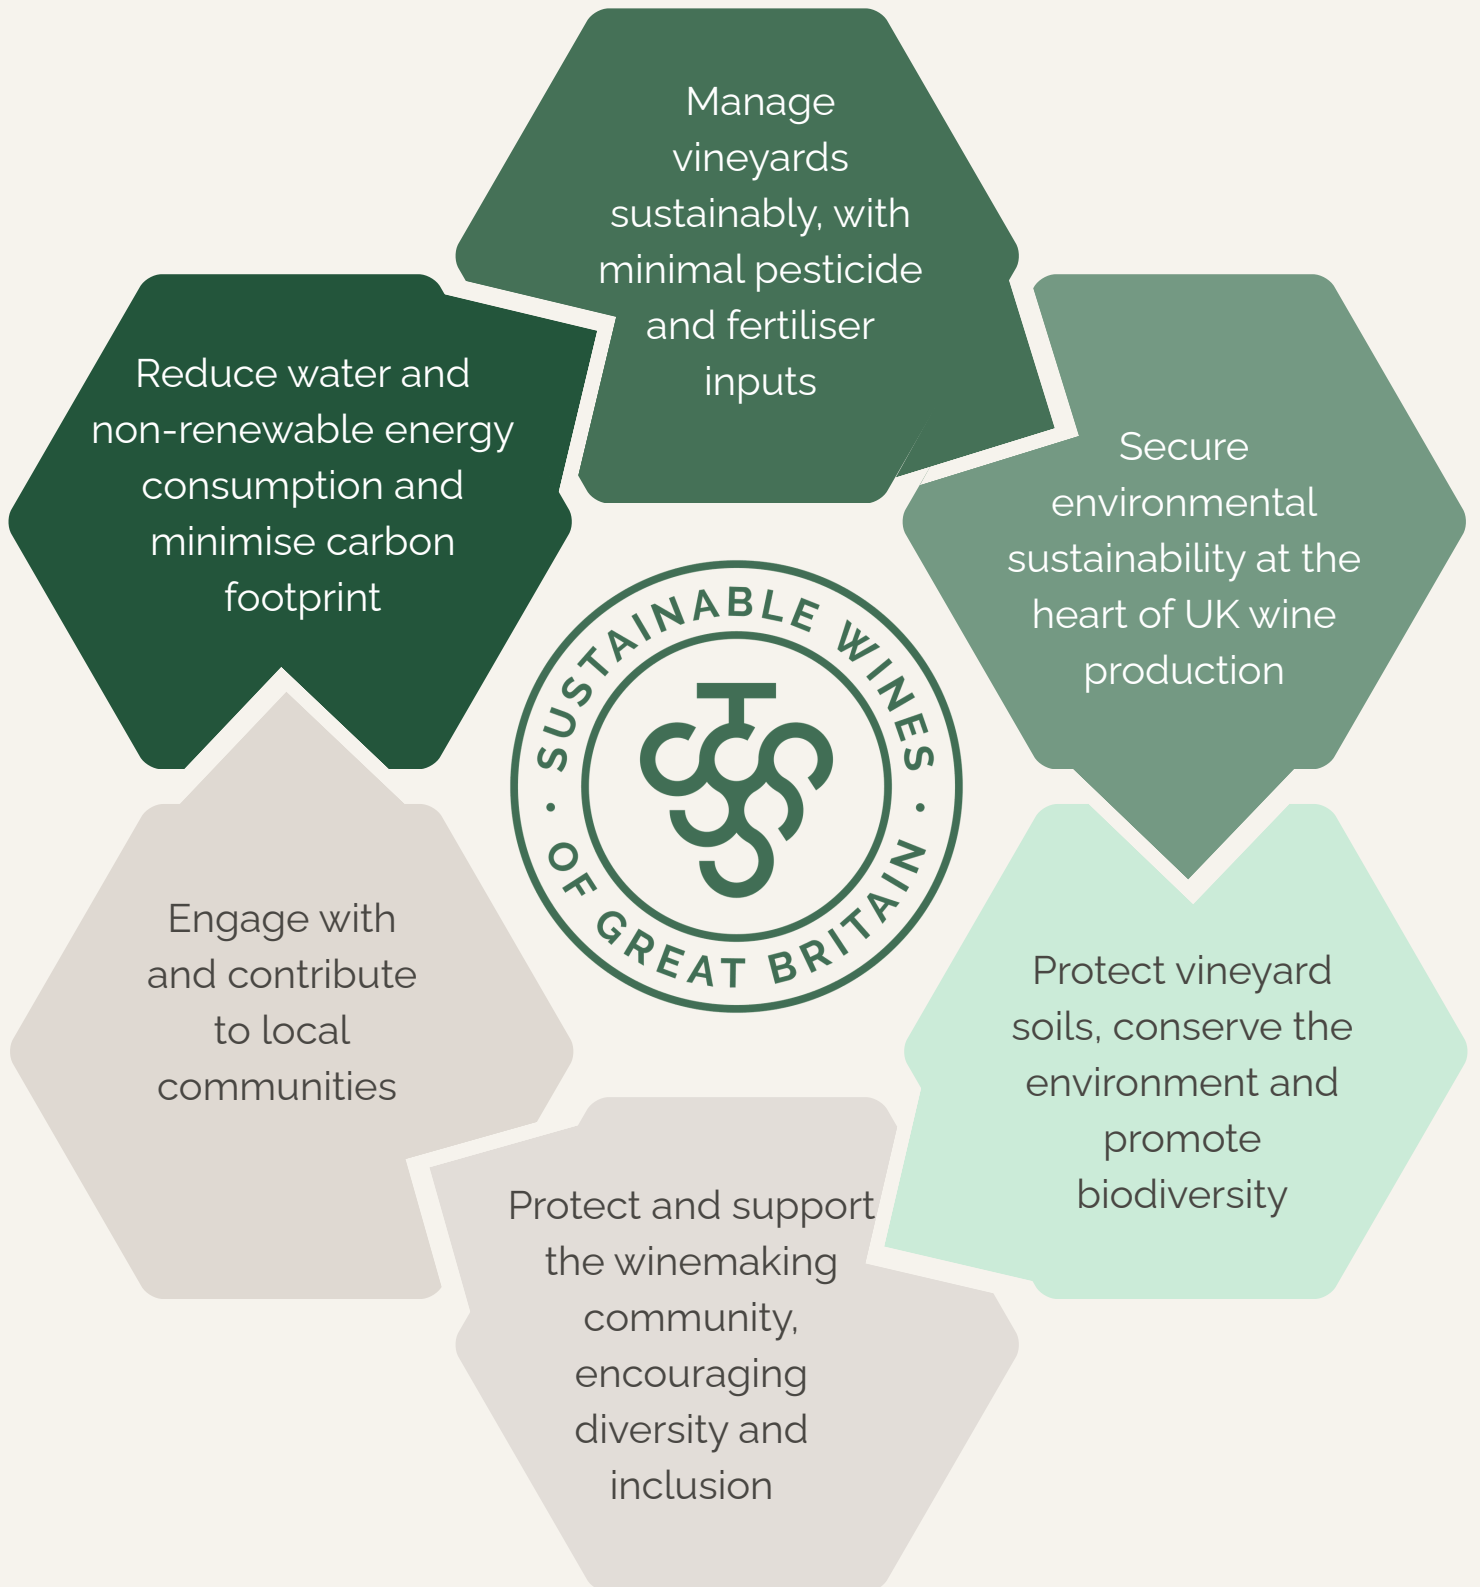 Manage
vineyards
sustainably, with
minimal pesticide
and fertiliser
inputs
Secure
environmental
sustainability at the
heart of UK wine
production
Protect vineyard
soils, conserve the
environment and
promote
biodiversity
Protect and support
the winemaking
community,
encouraging
diversity and
inclusion
Engage with
and contribute
to local
communities
Reduce water and
non-renewable energy
consumption and
minimise carbon
footprint
SUSTAINABLE WINES
· OF GREAT BRITAIN ·